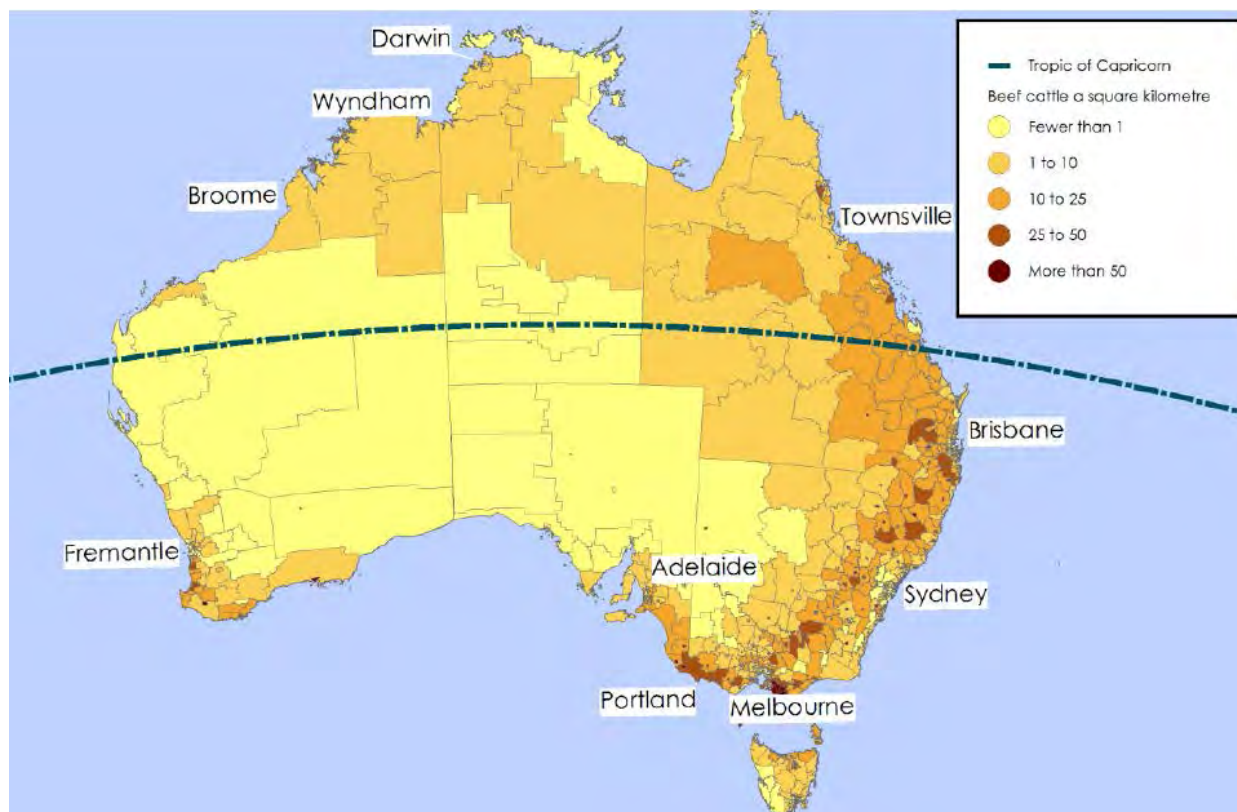 Darwin
Wyndham
Broome
Townsville
Brisbane
Fremantle
Adelaide
Sydney
Portland
Melbourne
Tropic of Capricorn
Beef cattle a square kilometre
Fewer than 1
1 to 10
10 to 25
25 to 50
More than 50